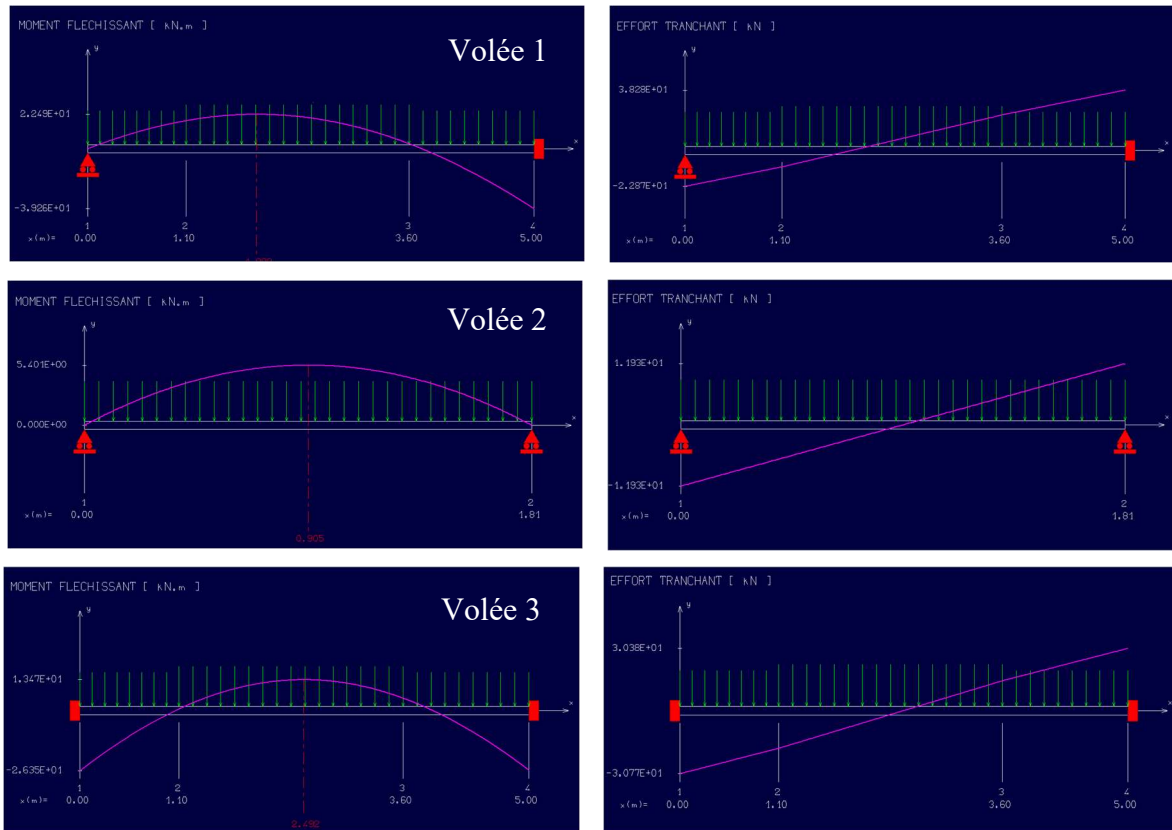 MOMENT FLECHISSANT [ kN.m ]
Volée 1
y
2.249E+01
x
-3.926E+01
1 2 3 4
x(m)= 0.00 1.10 3.60 5.00
EFFORT TRANCHANT [ kN ]
y
3.828E+01
x
-2.287E+01
1 2 3 4
x(m)= 0.00 1.10 3.60 5.00
MOMENT FLECHISSANT [ kN.m ]
Volée 2
y
5.401E+00
0.000E+00
x
1 2
x(m)= 0.00 1.81
0.905
EFFORT TRANCHANT [ kN ]
y
1.193E+01
x
-1.193E+01
1 2
x(m)= 0.00 1.81
MOMENT FLECHISSANT [ kN.m ]
Volée 3
y
1.347E+01
x
-2.635E+01
1 2 3 4
x(m)= 0.00 1.10 3.60 5.00
EFFORT TRANCHANT [ kN ]
y
3.038E+01
x
-3.077E+01
1 2 3 4
x(m)= 0.00 1.10 3.60 5.00